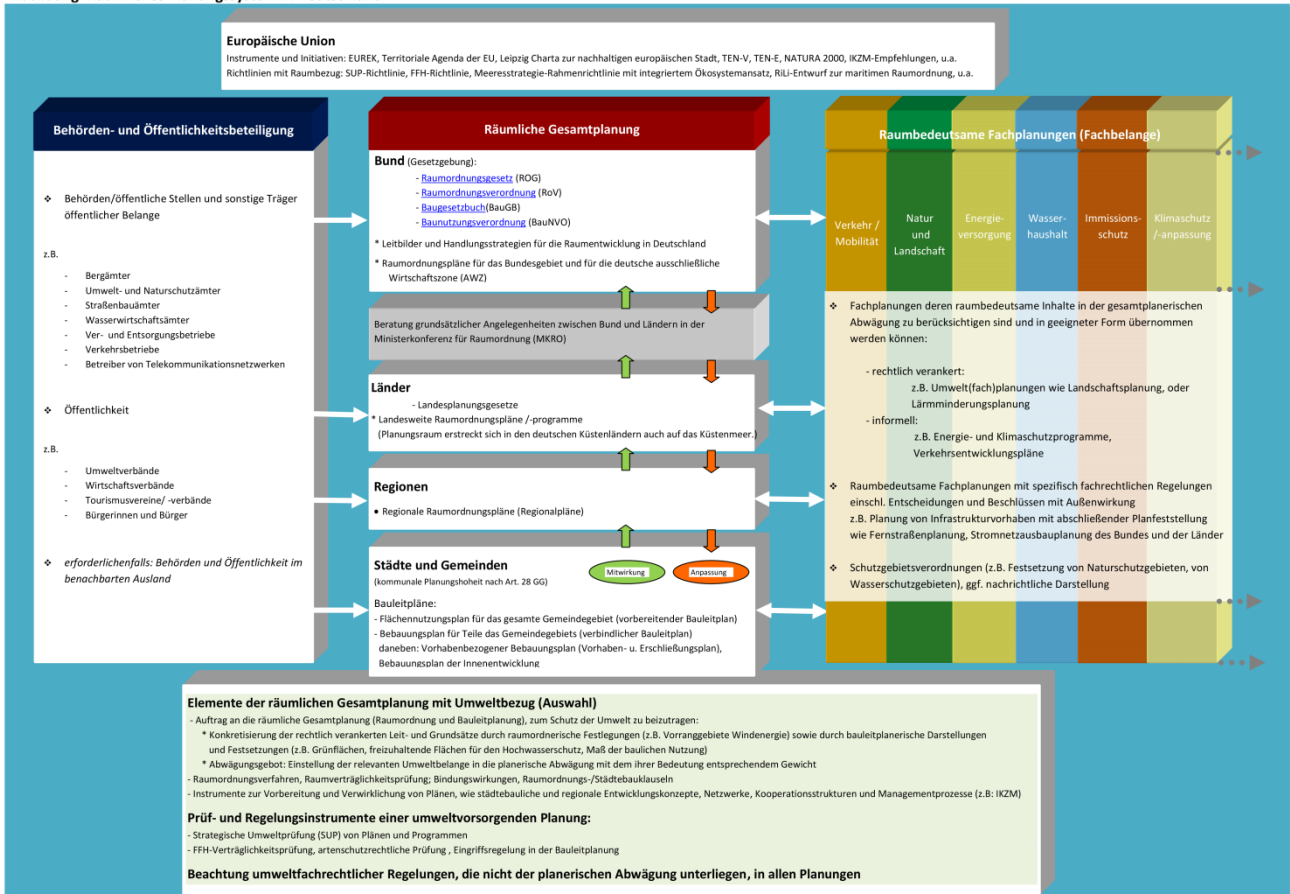 Europäische Union
Instrumente und Initiativen: EUREK, Territoriale Agenda der EU, Leipzig Charta zur nachhaltigen europäischen Stadt, TEN-V, TEN-E, NATURA 2000, IKZM-Empfehlungen, u.a.
Richtlinien mit Raumbezug: SUP-Richtlinie, FFH-Richtlinie, Meeresstrategie-Rahmenrichtlinie mit integriertem Ökosystemansatz, RiLi-Entwurf zur maritimen Raumordnung, u.a.
Behörden- und Öffentlichkeitsbeteiligung
❖ Behörden/öffentliche Stellen und sonstige Träger
öffentlicher Belange
z.B.
- Bergämter
- Umwelt- und Naturschutzämter
- Straßenbauämter
- Wasserwirtschaftsämter
- Ver- und Entsorgungsbetriebe
- Verkehrsbetriebe
- Betreiber von Telekommunikationsnetzwerken
❖ Öffentlichkeit
z.B.
- Umweltverbände
- Wirtschaftsverbände
- Tourismusvereine/ -verbände
- Bürgerinnen und Bürger
❖ erforderlichenfalls: Behörden und Öffentlichkeit im
benachbarten Ausland
Räumliche Gesamtplanung
Bund (Gesetzgebung):
- Raumordnungsgesetz (ROG)
- Raumordnungsverordnung (RoV)
- Baugesetzbuch(BauGB)
- Baunutzungsverordnung (BauNVO)
* Leitbilder und Handlungsstrategien für die Raumentwicklung in Deutschland
* Raumordnungspläne für das Bundesgebiet und für die deutsche ausschließliche
Wirtschaftszone (AWZ)
Beratung grundsätzlicher Angelegenheiten zwischen Bund und Ländern in der
Ministerkonferenz für Raumordnung (MKRO)
Länder
- Landesplanungsgesetze
* Landesweite Raumordnungspläne /-programme
(Planungsraum erstreckt sich in den deutschen Küstenländern auch auf das Küstenmeer.)
Regionen
• Regionale Raumordnungspläne (Regionalpläne)
Städte und Gemeinden
(kommunale Planungshoheit nach Art. 28 GG)
Mitwirkung
Anpassung
Bauleitpläne:
- Flächennutzungsplan für das gesamte Gemeindegebiet (vorbereitender Bauleitplan)
- Bebauungsplan für Teile das Gemeindegebiets (verbindlicher Bauleitplan)
daneben: Vorhabenbezogener Bebauungsplan (Vorhaben- u. Erschließungsplan),
Bebauungsplan der Innenentwicklung
Raumbedeutsame Fachplanungen (Fachbelange)
Verkehr /
Mobilität
Natur
und
Landschaft
Energie-
versorgung
Wasser-
haushalt
Immissions-
schutz
Klimaschutz
/-anpassung
❖ Fachplanungen deren raumbedeutsame Inhalte in der gesamtplanerischen
Abwägung zu berücksichtigen sind und in geeigneter Form übernommen
werden können:
- rechtlich verankert:
z.B. Umwelt(fach)planungen wie Landschaftsplanung, oder
Lärmminderungsplanung
- informell:
z.B. Energie- und Klimaschutzprogramme,
Verkehrsentwicklungspläne
❖ Raumbedeutsame Fachplanungen mit spezifisch fachrechtlichen Regelungen
einschl. Entscheidungen und Beschlüssen mit Außenwirkung
z.B. Planung von Infrastrukturvorhaben mit abschließender Planfeststellung
wie Fernstraßenplanung, Stromnetzausbauplanung des Bundes und der Länder
❖ Schutzgebietsverordnungen (z.B. Festsetzung von Naturschutzgebieten, von
Wasserschutzgebieten), ggf. nachrichtliche Darstellung
Elemente der räumlichen Gesamtplanung mit Umweltbezug (Auswahl)
- Auftrag an die räumliche Gesamtplanung (Raumordnung und Bauleitplanung), zum Schutz der Umwelt zu beizutragen:
* Konkretisierung der rechtlich verankerten Leit- und Grundsätze durch raumordnerische Festlegungen (z.B. Vorranggebiete Windenergie) sowie durch bauleitplanerische Darstellungen
und Festsetzungen (z.B. Grünflächen, freizuhaltende Flächen für den Hochwasserschutz, Maß der baulichen Nutzung)
* Abwägungsgebot: Einstellung der relevanten Umweltbelange in die planerische Abwägung mit dem ihrer Bedeutung entsprechendem Gewicht
- Raumordnungsverfahren, Raumverträglichkeitsprüfung; Bindungswirkungen, Raumordnungs-/Städtebauklauseln
- Instrumente zur Vorbereitung und Verwirklichung von Plänen, wie städtebauliche und regionale Entwicklungskonzepte, Netzwerke, Kooperationsstrukturen und Managementprozesse (z.B: IKZM)
Prüf- und Regelungsinstrumente einer umweltvorsorgenden Planung:
- Strategische Umweltprüfung (SUP) von Plänen und Programmen
- FFH-Verträglichkeitsprüfung, artenschutzrechtliche Prüfung , Eingriffsregelung in der Bauleitplanung
Beachtung umweltfachrechtlicher Regelungen, die nicht der planerischen Abwägung unterliegen, in allen Planungen